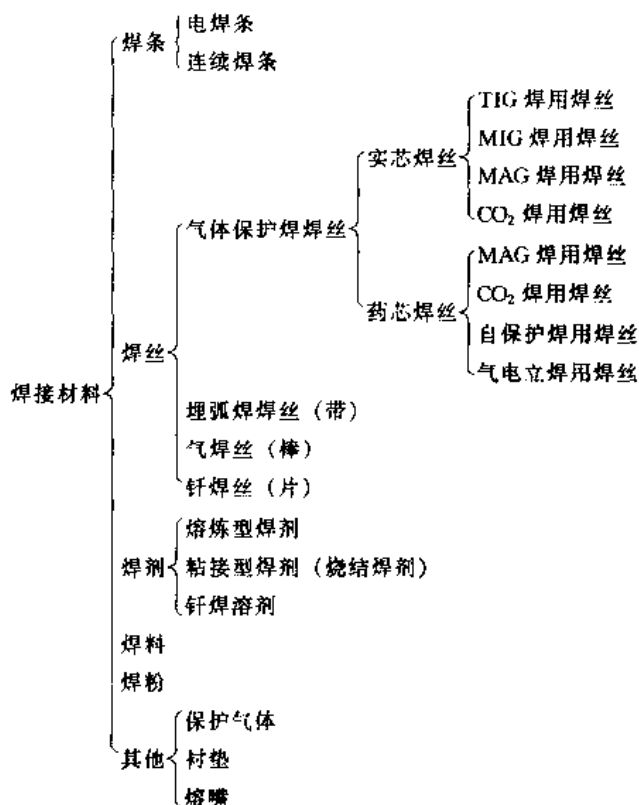 焊接材料
焊条
电焊条
连续焊条
焊丝
气体保护焊焊丝
实芯焊丝
TIG 焊用焊丝
MIG 焊用焊丝
MAG 焊用焊丝
CO₂ 焊用焊丝
药芯焊丝
MAG 焊用焊丝
CO₂ 焊用焊丝
自保护焊用焊丝
气电立焊用焊丝
埋弧焊焊丝（带）
气焊丝（棒）
钎焊丝（片）
焊剂
熔炼型焊剂
粘接型焊剂（烧结焊剂）
钎焊溶剂
焊料
焊粉
其他
保护气体
衬垫
熔嘴